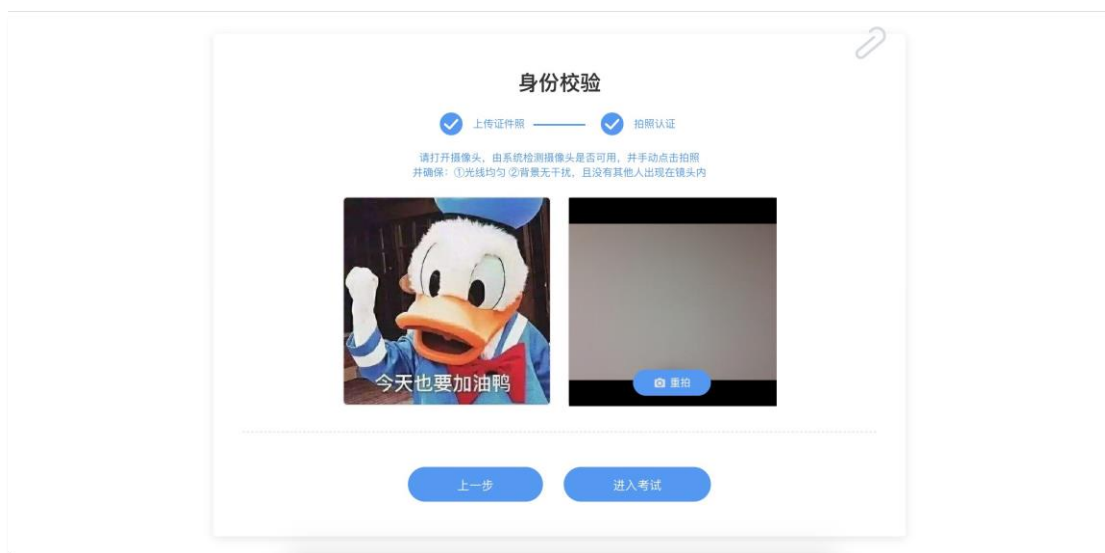 身份校验
上传证件照
拍照认证
请打开摄像头，由系统检测摄像头是否可用，并手动点击拍照
并确保：①光线均匀 ②背景无干扰，且没有其他人出现在镜头内
今天也要加油鸭
重拍
上一步
进入考试